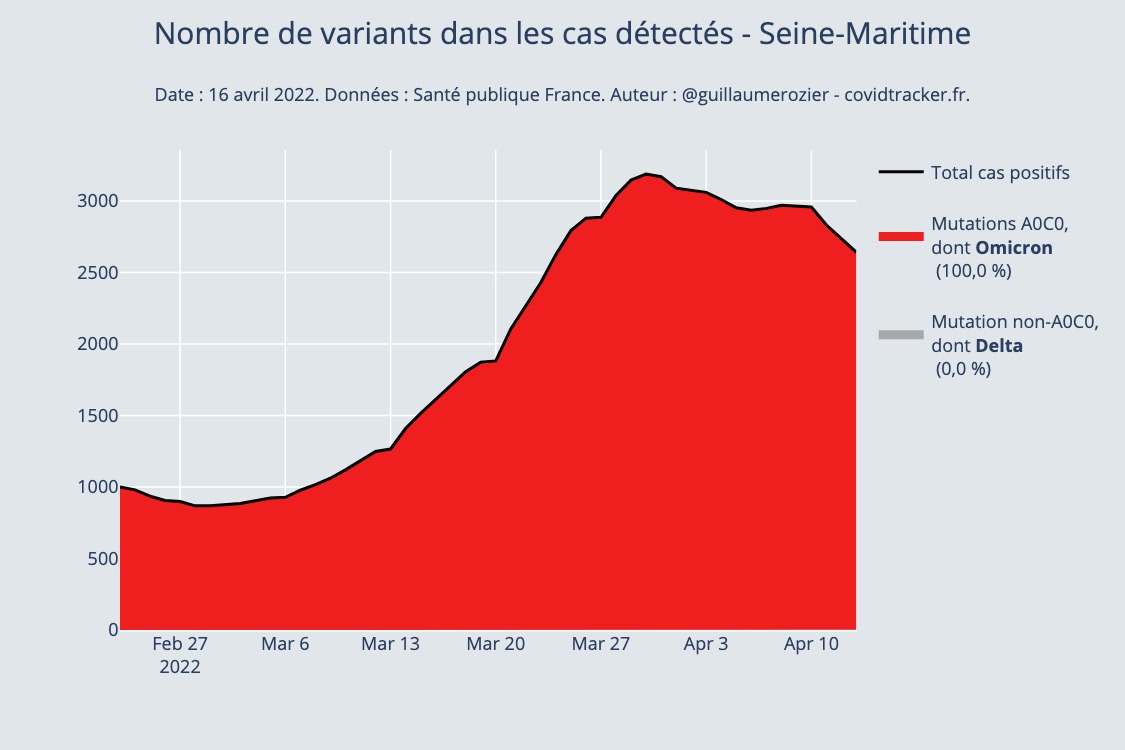 Nombre de variants dans les cas détectés - Seine-Maritime
Date : 16 avril 2022. Données : Santé publique France. Auteur : @guillaumerozier - covidtracker.fr.
3000
2500
2000
1500
1000
500
0
Feb 27
2022
Mar 6
Mar 13
Mar 20
Mar 27
Apr 3
Apr 10
Total cas positifs
Mutations A0C0,
dont Omicron
(100,0 %)
Mutation non-A0C0,
dont Delta
(0,0 %)